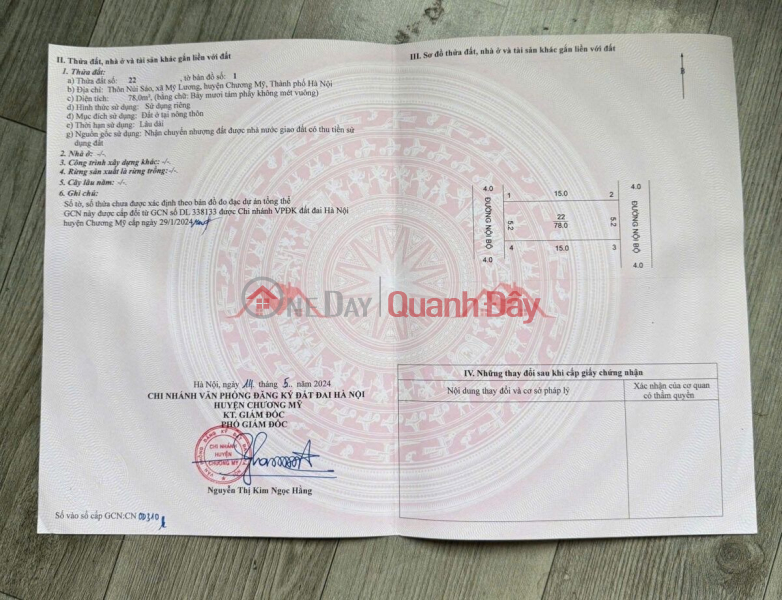 II. Thửa đất, nhà ở và tài sản khác gắn liền với đất
1. Thửa đất:
a) Thửa đất số: 22 , tờ bản đồ số: 1
b) Địa chỉ: Thôn Núi Sáo, xã Mỹ Lương, huyện Chương Mỹ, Thành phố Hà Nội
c) Diện tích: 78,0m², (bằng chữ: Bảy mươi tám phẩy không mét vuông)
d) Hình thức sử dụng: Sử dụng riêng
đ) Mục đích sử dụng: Đất ở tại nông thôn
e) Thời hạn sử dụng: Lâu dài
g) Nguồn gốc sử dụng: Nhận chuyển nhượng đất được nhà nước giao đất có thu tiền sử
dụng đất
2. Nhà ở: -/-.
3. Công trình xây dựng khác: -/-.
4. Rừng sản xuất là rừng trồng: -/-.
5. Cây lâu năm: -/-.
6. Ghi chú:
Số tờ, số thửa chưa được xác định theo bản đồ đo đạc dự án tổng thể
GCN này được cấp đổi từ GCN số DL 338133 được Chi nhánh VPĐK đất đai Hà Nội
huyện Chương Mỹ cấp ngày 29/1/2024
Hà Nội, ngày 14 tháng 5 năm 2024
CHI NHÁNH VĂN PHÒNG ĐĂNG KÝ ĐẤT ĐAI HÀ NỘI
HUYỆN CHƯƠNG MỸ
KT. GIÁM ĐỐC
PHÓ GIÁM ĐỐC
CHI NHÁNH
HUYỆN
CHƯƠNG MỸ
Nguyễn Thị Kim Ngọc Hằng
Số vào sổ cấp GCN:CN
III. Sơ đồ thửa đất, nhà ở và tài sản khác gắn liền với đất
B
4.0
1
15.0
2
4.0
ĐƯỜNG NỘI BỘ
5.2
22
78.0
5.2
ĐƯỜNG NỘI BỘ
4
15.0
3
4.0
4.0
OneDay Quanh Đây
IV. Những thay đổi sau khi cấp giấy chứng nhận
Nội dung thay đổi và cơ sở pháp lý
Xác nhận của cơ quan
có thẩm quyền